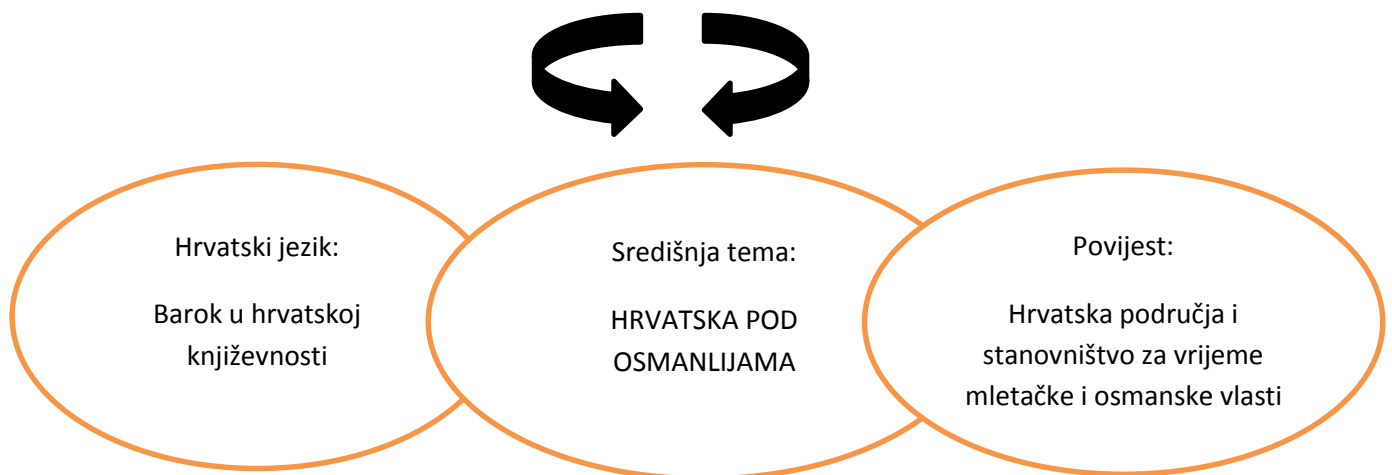 Hrvatski jezik:
Barok u hrvatskoj
književnosti
Središnja tema:
HRVATSKA POD
OSMANLIJAMA
Povijest:
Hrvatska područja i
stanovništvo za vrijeme
mletačke i osmanske vlasti